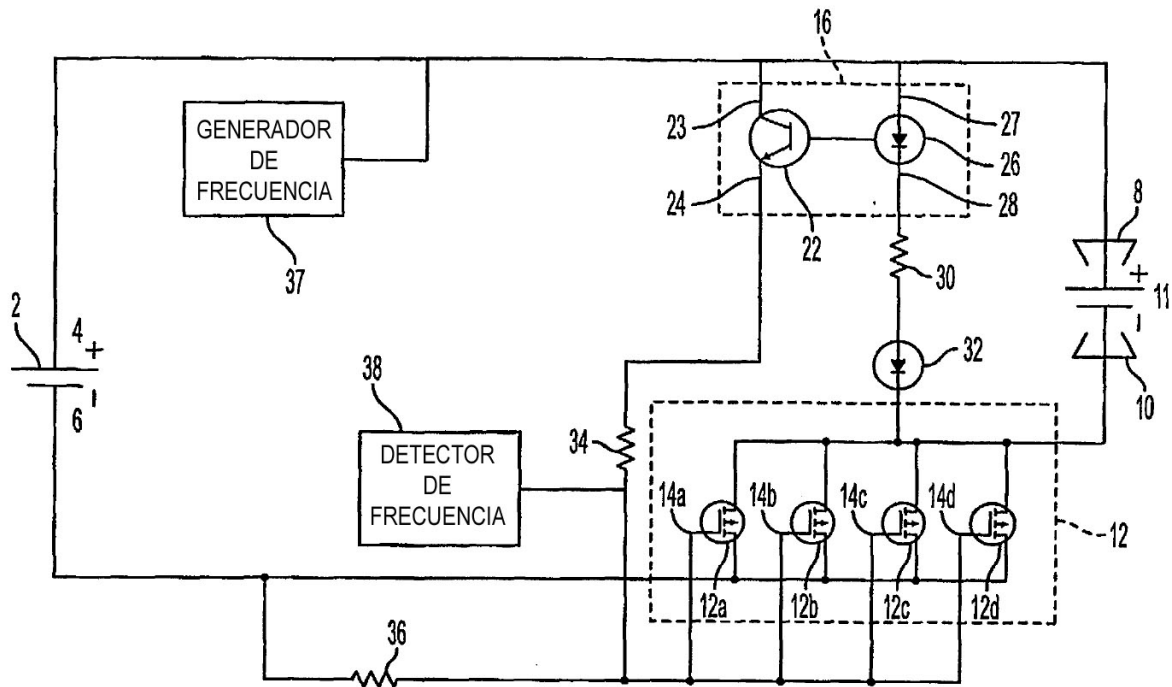 16
GENERADOR
DE
FRECUENCIA
23
27
24
26
28
22
8
37
30
+
11
−
2
4
+
38
32
6
−
10
DETECTOR
DE
FRECUENCIA
34
14a
14b
14c
14d
12
12a
12b
12c
12d
36